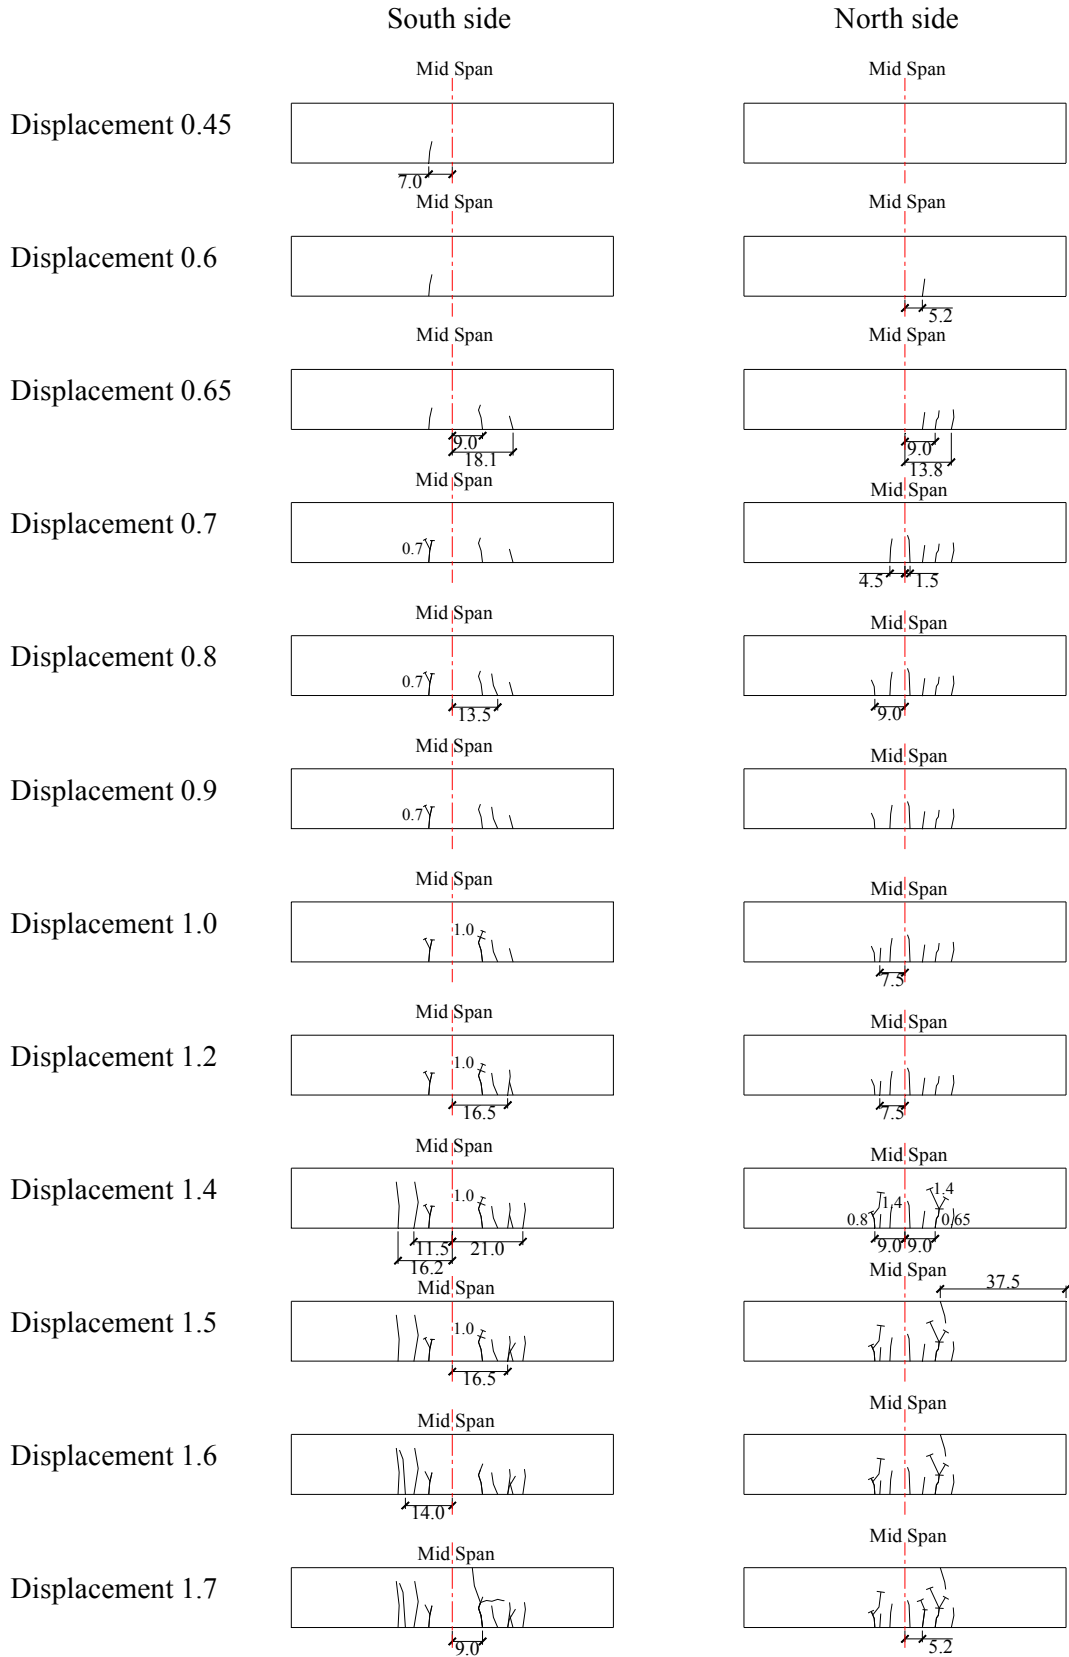 South side
North side
Mid Span
Mid Span
Displacement 0.45
7.0
Mid Span
Mid Span
Displacement 0.6
5.2
Mid Span
Mid Span
Displacement 0.65
9.0
18.1
9.0
13.8
Mid Span
Mid Span
Displacement 0.7
0.7
4.5
1.5
Mid Span
Mid Span
Displacement 0.8
0.7
13.5
9.0
Mid Span
Mid Span
Displacement 0.9
0.7
Mid Span
Mid Span
Displacement 1.0
1.0
7.5
Mid Span
Mid Span
Displacement 1.2
1.0
16.5
7.5
Mid Span
Mid Span
Displacement 1.4
1.0
11.5
21.0
16.2
1.4
1.4
0.8
0.65
9.0
9.0
Mid Span
Mid Span
37.5
Displacement 1.5
1.0
16.5
Mid Span
Mid Span
Displacement 1.6
14.0
Mid Span
Mid Span
Displacement 1.7
9.0
5.2